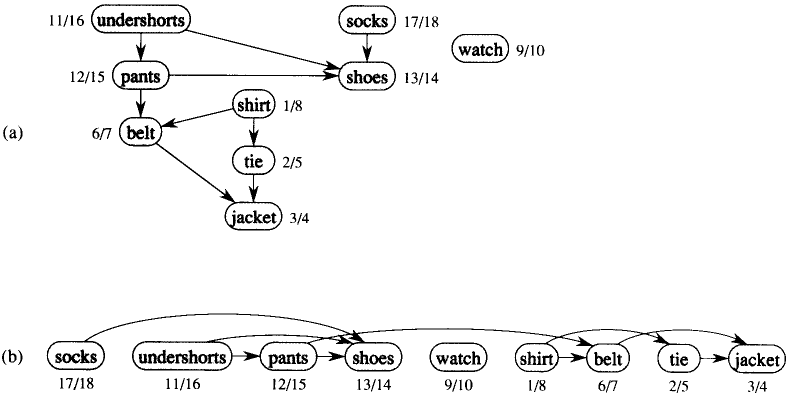 11/16 undershorts socks 17/18
watch 9/10
12/15 pants shoes 13/14
shirt 1/8
(a) 6/7 belt
tie 2/5
jacket 3/4
(b) socks undershorts pants shoes watch shirt belt tie jacket
17/18 11/16 12/15 13/14 9/10 1/8 6/7 2/5 3/4